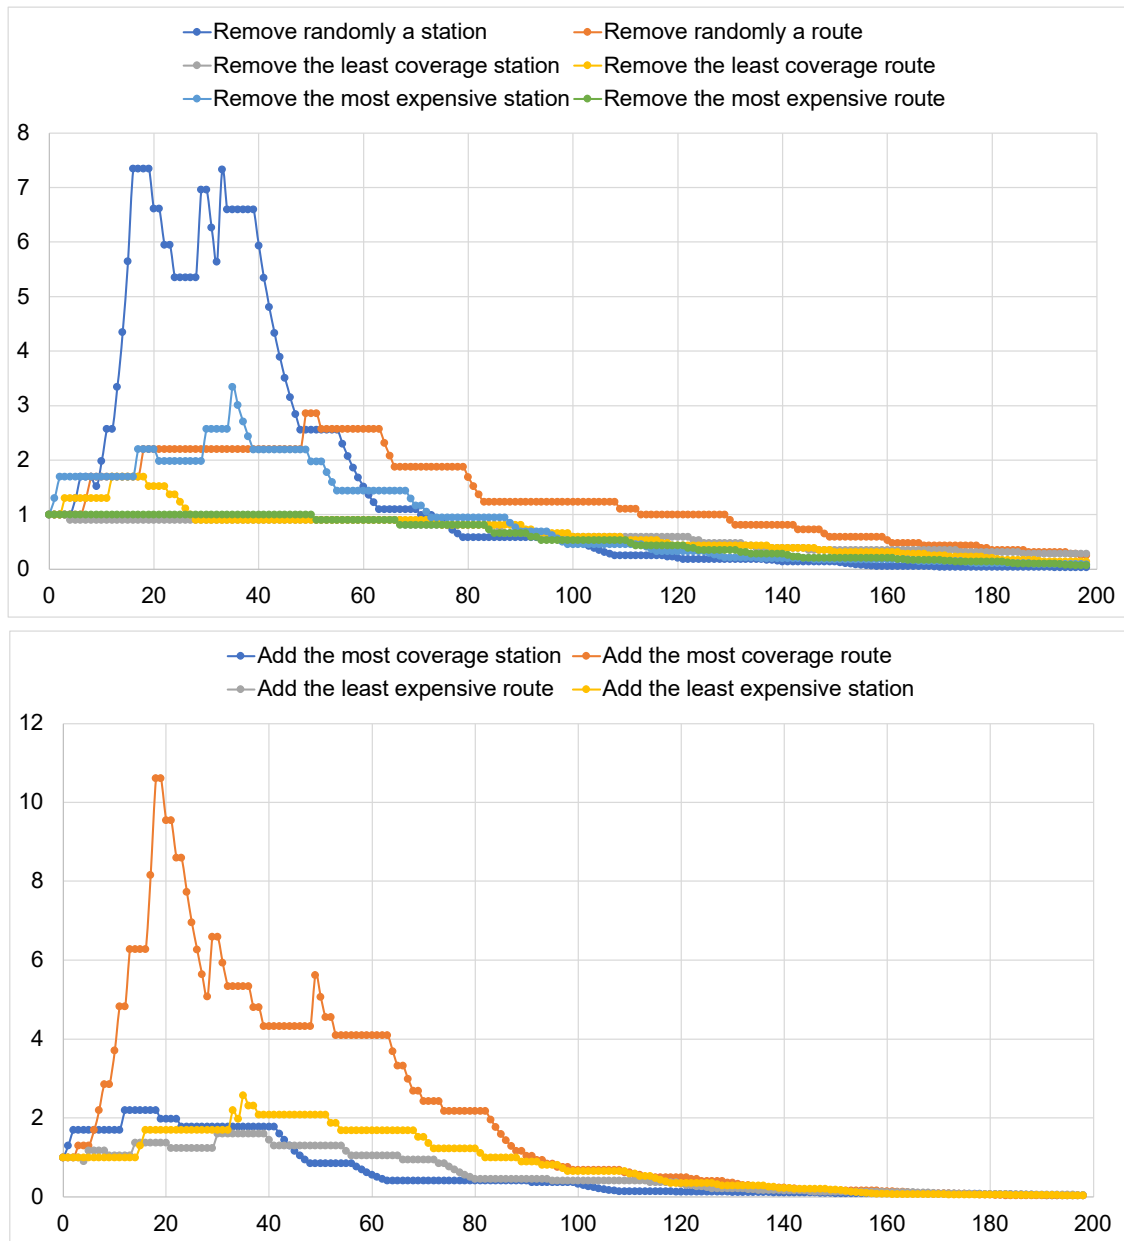 Remove randomly a station Remove randomly a route
Remove the least coverage station Remove the least coverage route
Remove the most expensive station Remove the most expensive route
8
7
6
5
4
3
2
1
0
0 20 40 60 80 100 120 140 160 180 200
Add the most coverage station Add the most coverage route
Add the least expensive route Add the least expensive station
12
10
8
6
4
2
0
0 20 40 60 80 100 120 140 160 180 200